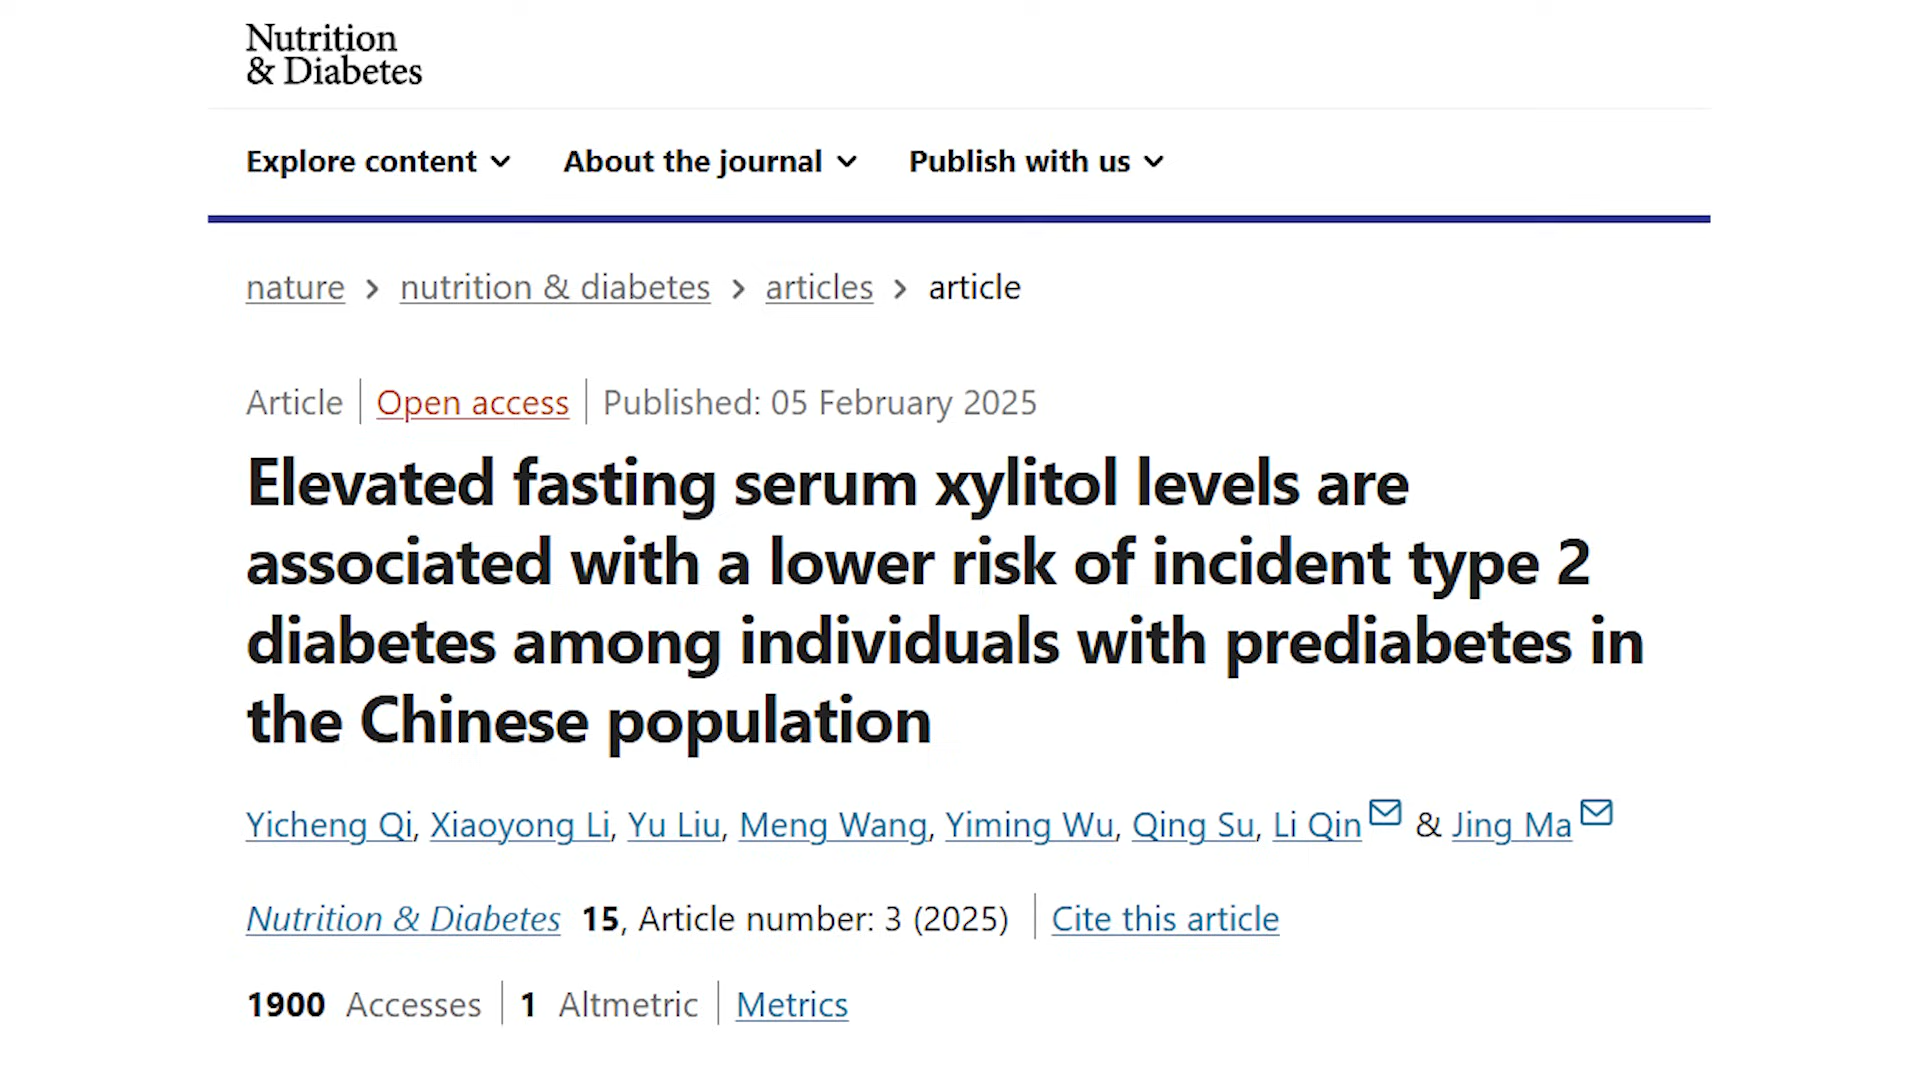 Nutrition
& Diabetes
Explore content About the journal Publish with us
nature > nutrition & diabetes > articles > article
Article | Open access | Published: 05 February 2025
Elevated fasting serum xylitol levels are
associated with a lower risk of incident type 2
diabetes among individuals with prediabetes in
the Chinese population
Yicheng Qi, Xiaoyong Li, Yu Liu, Meng Wang, Yiming Wu, Qing Su, Li Qin & Jing Ma
Nutrition & Diabetes 15, Article number: 3 (2025) | Cite this article
1900 Accesses | 1 Altmetric | Metrics